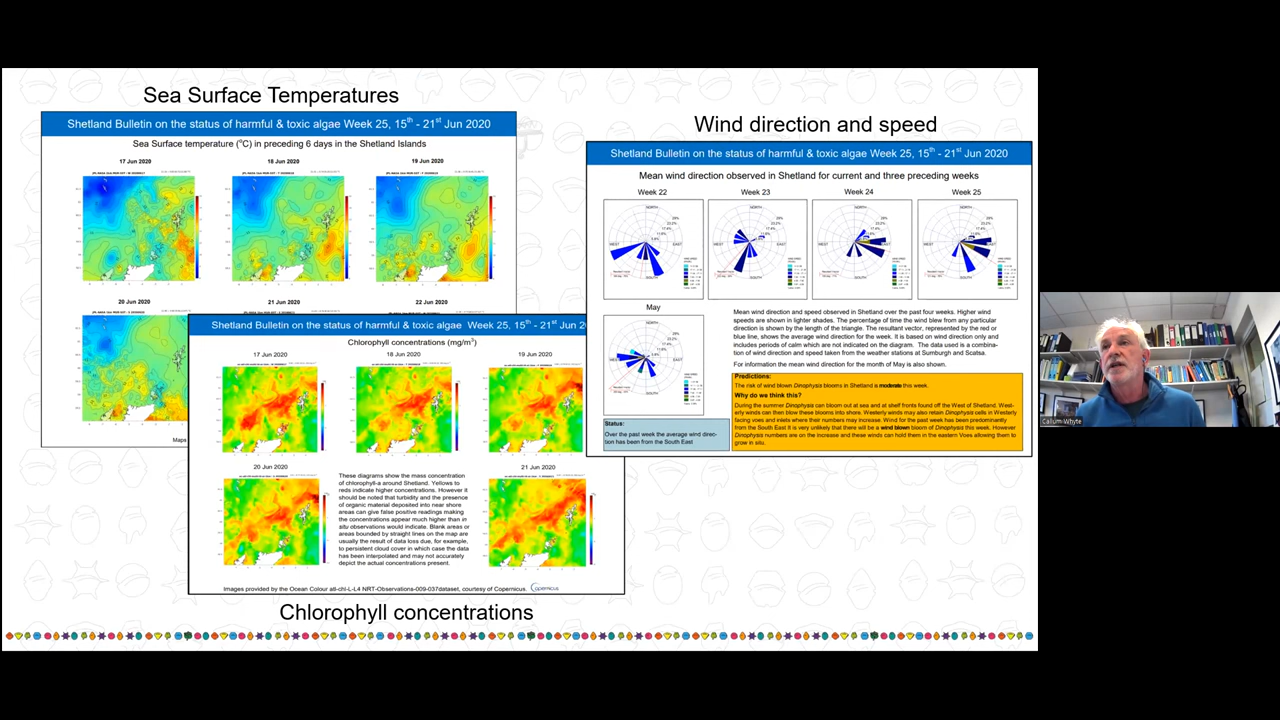 Sea Surface Temperatures
Shetland Bulletin on the status of harmful & toxic algae Week 25, 15th - 21st Jun 2020
Sea Surface temperature (°C) in preceding 6 days in the Shetland Islands
17 Jun 2020
18 Jun 2020
19 Jun 2020
20 Jun 2020
21 Jun 2020
22 Jun 2020
Maps
Shetland Bulletin on the status of harmful & toxic algae Week 25, 15th - 21st Jun 2
Chlorophyll concentrations (mg/m3)
17 Jun 2020
18 Jun 2020
19 Jun 2020
20 Jun 2020
21 Jun 2020
These diagrams show the mass concentration
of chlorophyll-a around Shetland. Yellows to
reds indicate higher concentrations. However it
should be noted that turbidity and the presence
of organic material deposited into near shore
areas can give false positive readings making
the concentrations appear much higher than in
situ observations would indicate. Blank areas or
areas bounded by straight lines on the map are
usually the result of data loss due, for example,
to persistent cloud cover in which case the data
has been interpolated and may not accurately
depict the actual concentrations present.
Images provided by the Ocean Colour atl-chl-L-L4 NRT-Observations-009-037dataset, courtesy of Copernicus.
opernicus
Chlorophyll concentrations
Wind direction and speed
Shetland Bulletin on the status of harmful & toxic algae Week 25, 15th - 21st Jun 2020
Mean wind direction observed in Shetland for current and three preceding weeks
Week 22
Week 23
Week 24
Week 25
NORTH
WEST
EAST
SOUTH
May
Mean wind direction and speed observed in Shetland over the past four weeks. Higher wind
speeds are shown in lighter shades. The percentage of time the wind blew from any particular
direction is shown by the length of the triangle. The resultant vector, represented by the red or
blue line, shows the average wind direction for the week. It is based on wind direction only and
includes periods of calm which are not indicated on the diagram. The data used is a combina-
tion of wind direction and speed taken from the weather stations at Sumburgh and Scatsa.
For information the mean wind direction for the month of May is also shown.
Status:
Over the past week the average wind direc-
tion has been from the South East
Predictions:
The risk of wind blown Dinophysis blooms in Shetland is moderate this week.
Why do we think this?
During the summer Dinophysis can bloom out at sea and at shelf fronts found off the West of Shetland. West-
erly winds can then blow these blooms into shore. Westerly winds may also retain Dinophysis cells in Westerly
facing voes and inlets where their numbers may increase. Wind for the past week has been predominantly
from the South East It is very unlikely that there will be a wind blown bloom of Dinophysis this week. However
Dinophysis numbers are on the increase and these winds can hold them in the eastern Voes allowing them to
grow in situ.
Callum Whyte